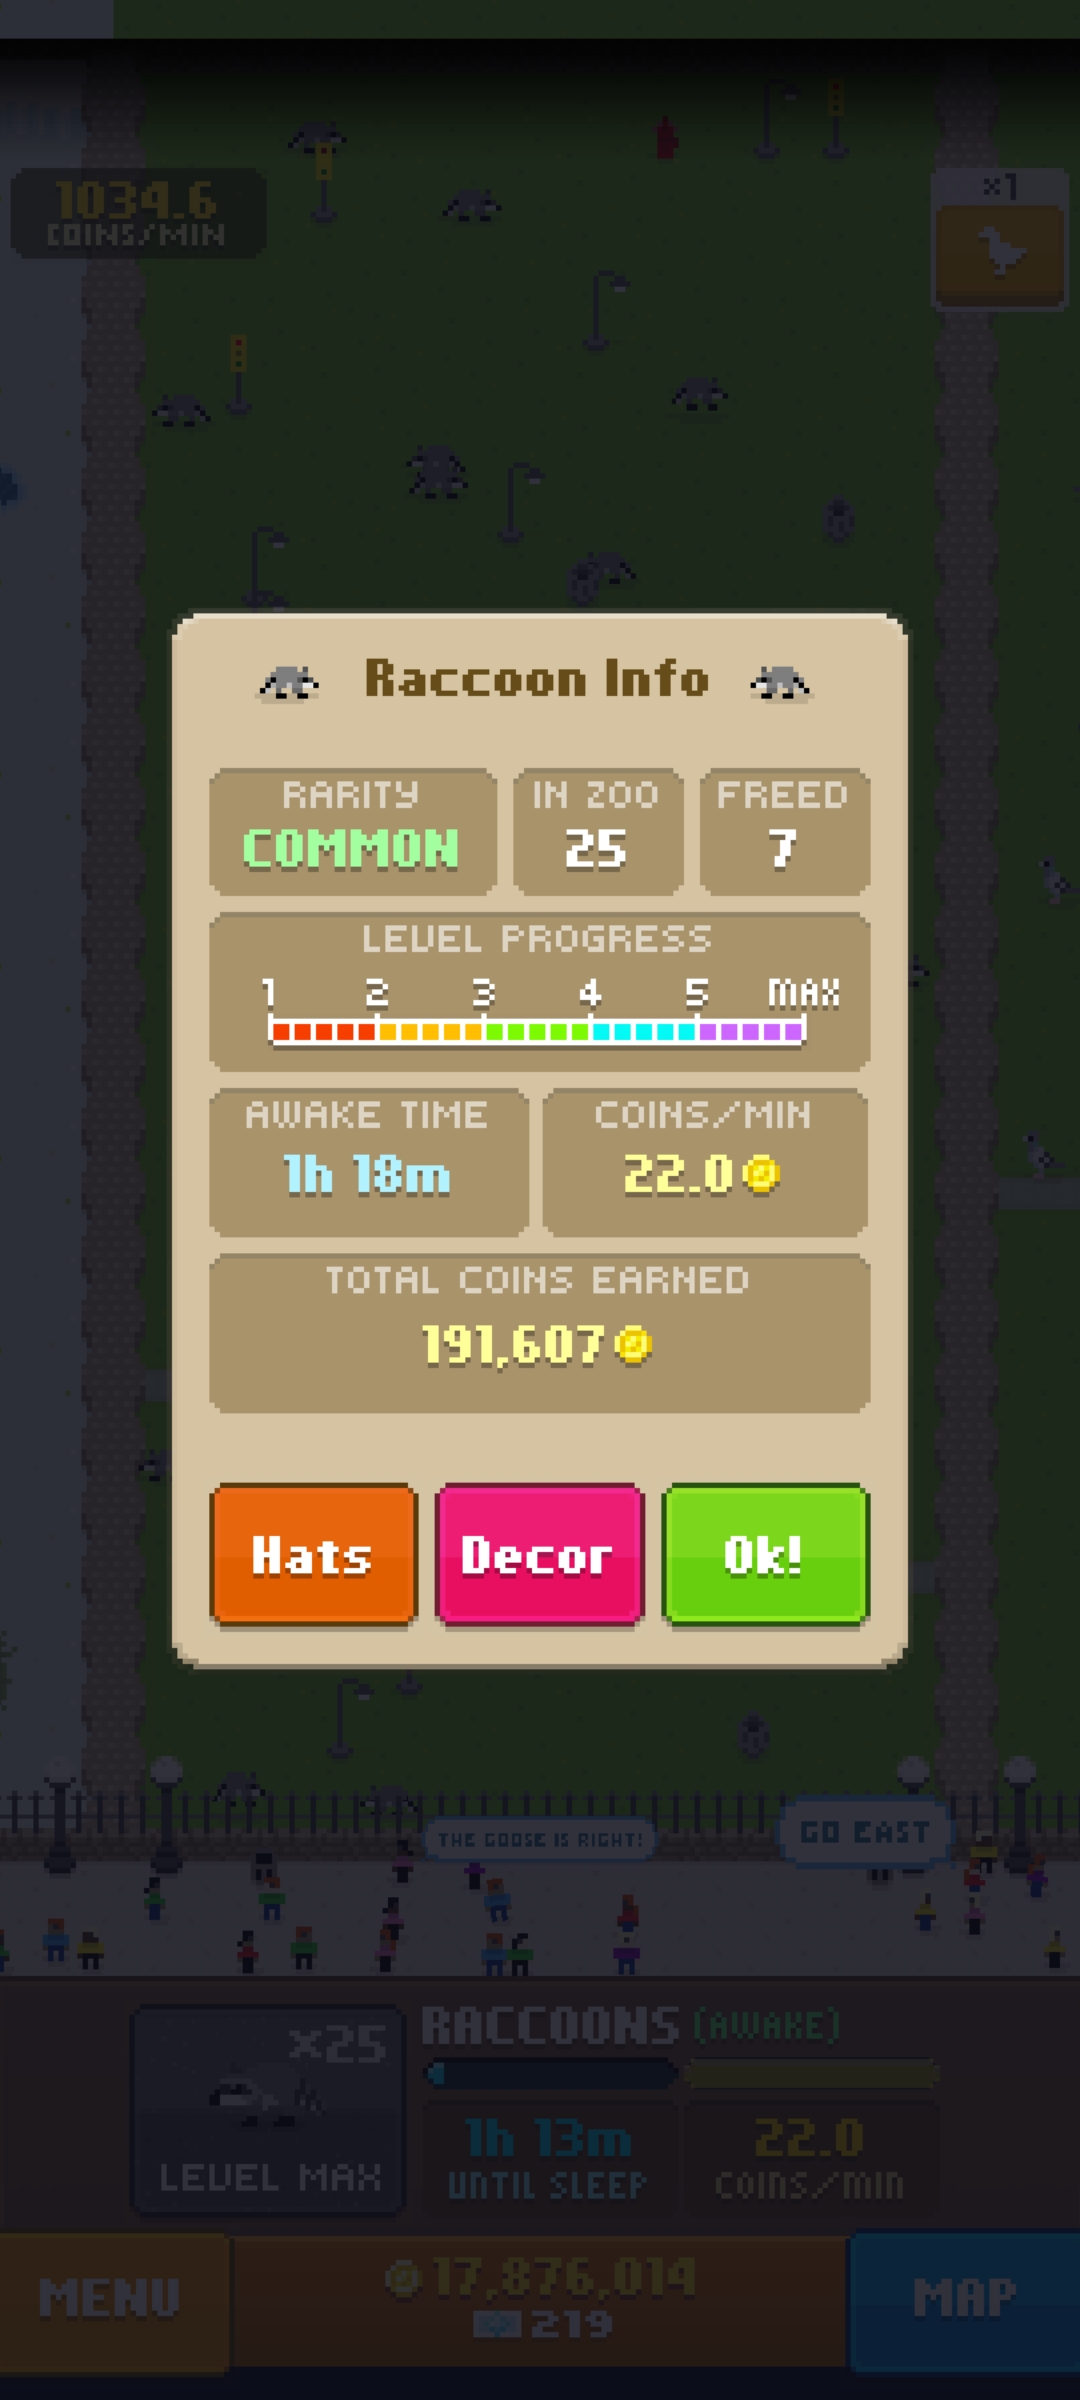 1034.6
COINS/MIN
×1
Raccoon Info
RARITY
COMMON
IN ZOO
25
FREED
7
LEVEL PROGRESS
1 2 3 4 5 MAX
AWAKE TIME
1h 18m
COINS/MIN
22.0
TOTAL COINS EARNED
191,607
Hats
Decor
Ok!
THE GOOSE IS RIGHT!
GO EAST
x25
LEVEL MAX
RACCOONS (AWAKE)
1h 13m
UNTIL SLEEP
22.0
COINS/MIN
MENU
17,876,014
219
MAP